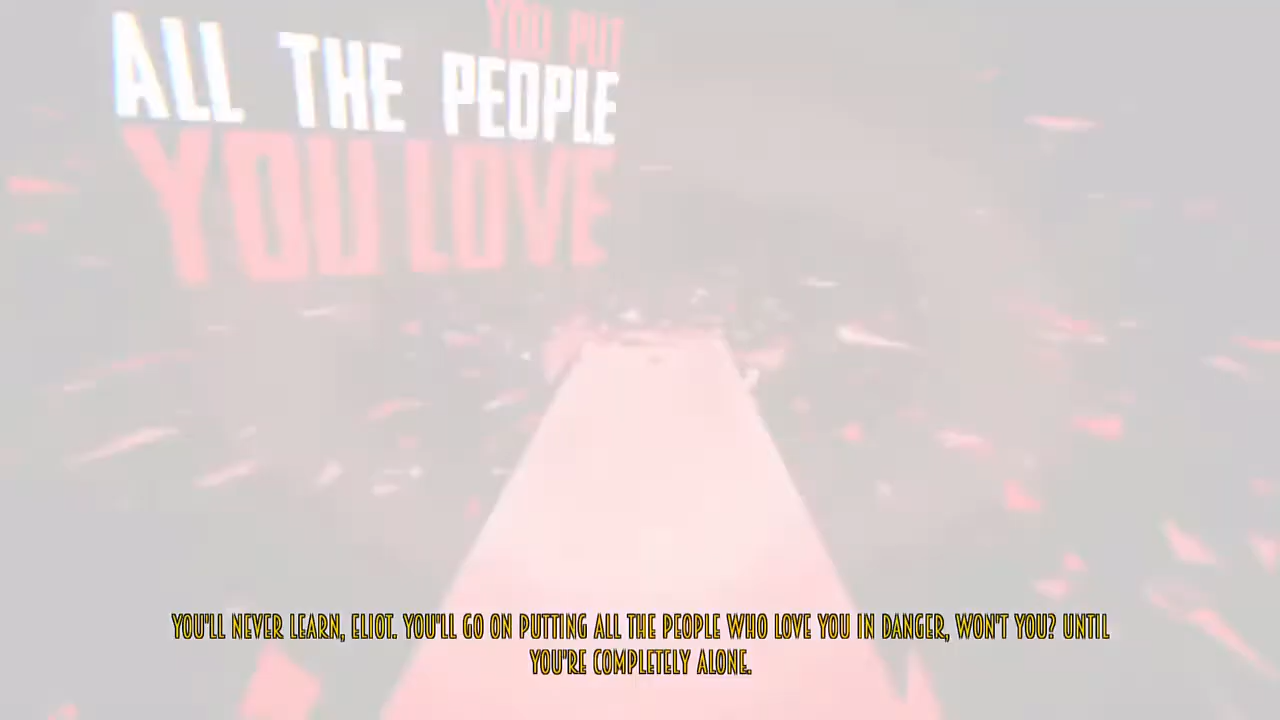 YOU PUT
ALL THE PEOPLE
YOU LOVE
YOU'LL NEVER LEARN, ELIOT. YOU'LL GO ON PUTTING ALL THE PEOPLE WHO LOVE YOU IN DANGER, WON'T YOU? UNTIL
YOU'RE COMPLETELY ALONE.